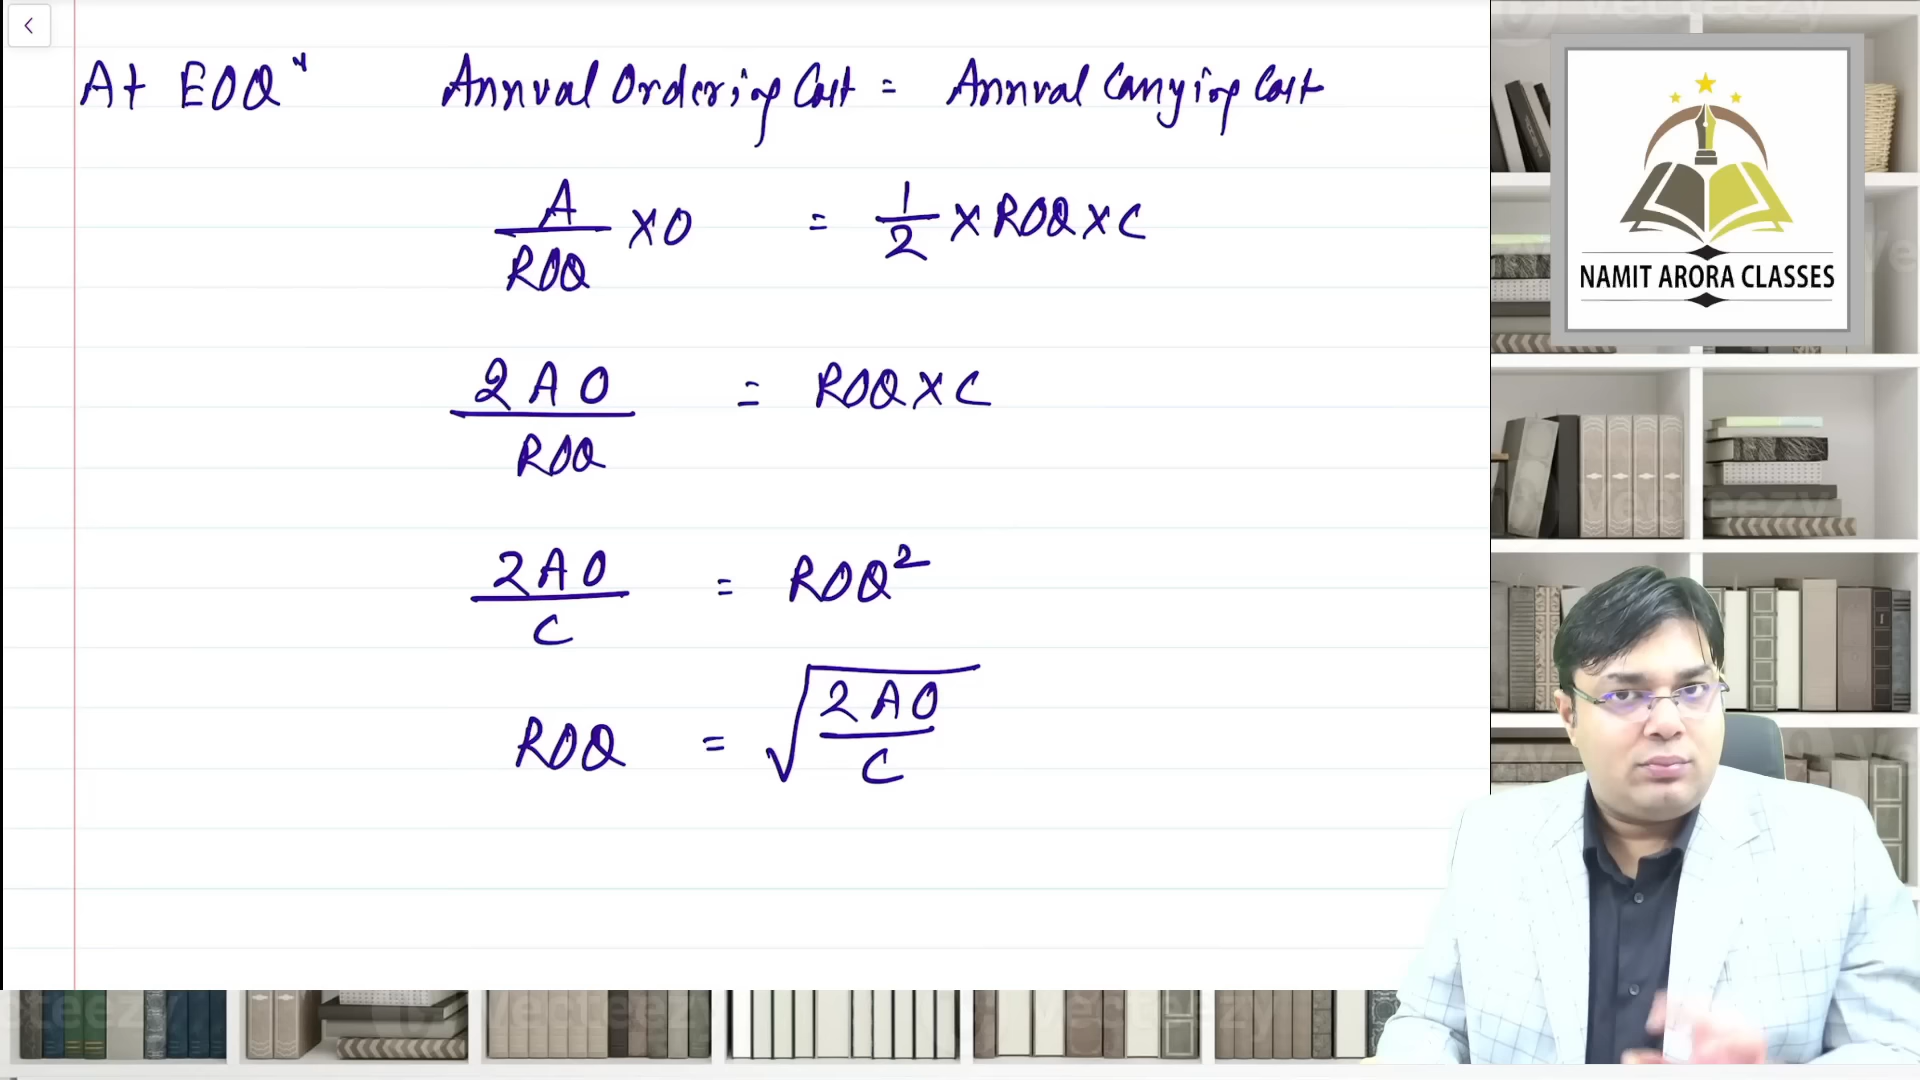 At EOQ Annual Ordering Cost = Annual Carrying Cost
A/ROQ × O = 1/2 × ROQ × C
2AO/ROQ = ROQ × C
2AO/C = ROQ²
ROQ = √(2AO/C)
NAMIT ARORA CLASSES